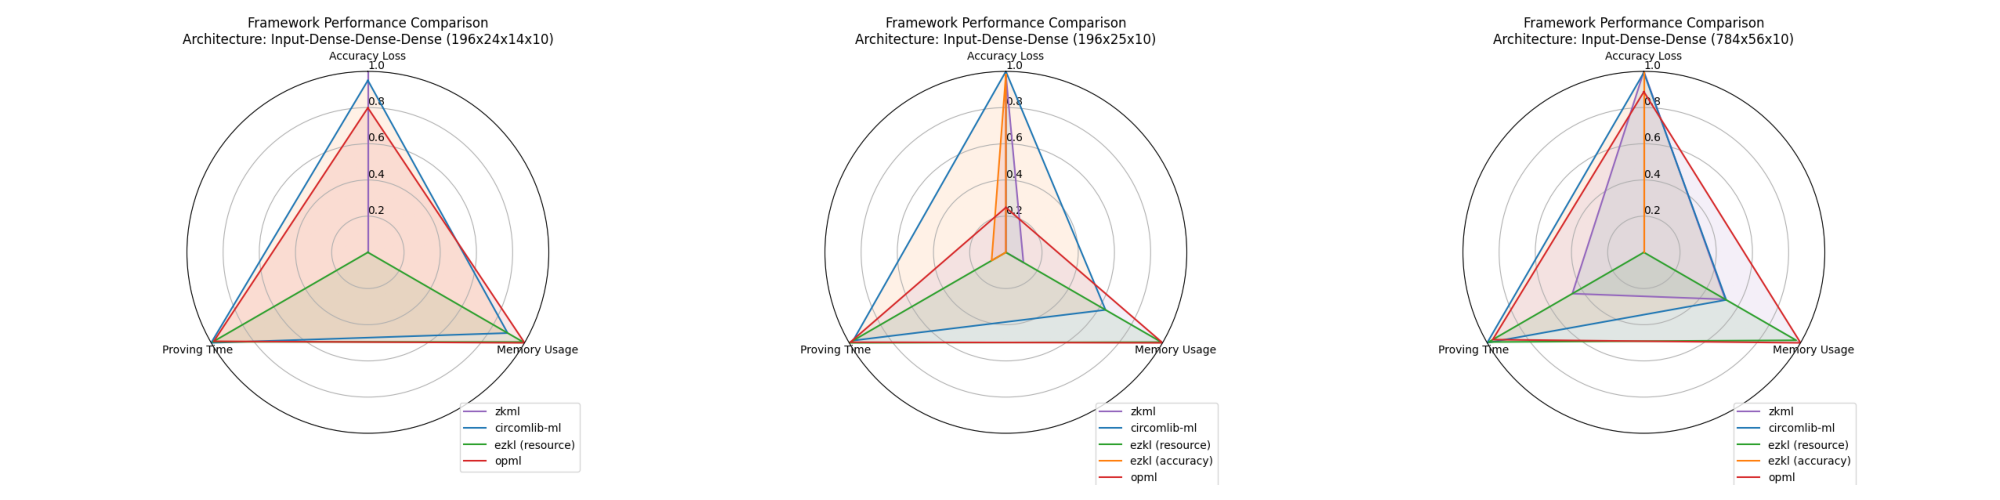 Framework Performance Comparison
Architecture: Input-Dense-Dense-Dense (196x24x14x10)
Accuracy Loss
1.0
0.8
0.6
0.4
0.2
Proving Time
Memory Usage
zkml
circomlib-ml
ezkl (resource)
opml
Framework Performance Comparison
Architecture: Input-Dense-Dense (196x25x10)
Accuracy Loss
1.0
0.8
0.6
0.4
0.2
Proving Time
Memory Usage
zkml
circomlib-ml
ezkl (resource)
ezkl (accuracy)
opml
Framework Performance Comparison
Architecture: Input-Dense-Dense (784x56x10)
Accuracy Loss
1.0
0.8
0.6
0.4
0.2
Proving Time
Memory Usage
zkml
circomlib-ml
ezkl (resource)
ezkl (accuracy)
opml